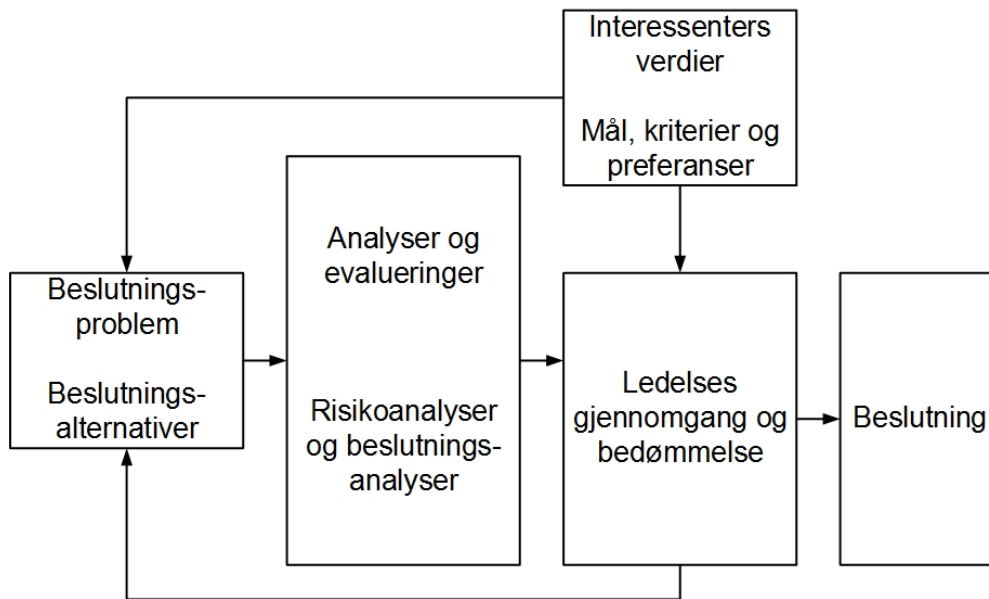 Interessenters
verdier
Mål, kriterier og
preferanser
Beslutnings-
problem
Beslutnings-
alternativer
Analyser og
evalueringer
Risikoanalyser
og beslutnings-
analyser
Ledelses
gjennomgang og
bedømmelse
Beslutning